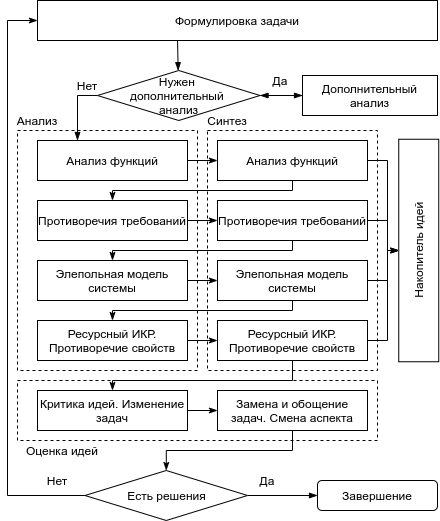 Формулировка задачи
Нет
Нужен
дополнительный
анализ
Да
Дополнительный
анализ
Анализ
Синтез
Анализ функций
Анализ функций
Противоречия требований
Противоречия требований
Элепольная модель
системы
Элепольная модель
системы
Ресурсный ИКР.
Противоречие свойств
Ресурсный ИКР.
Противоречие свойств
Накопитель идей
Критика идей. Изменение
задач
Замена и обощение
задач. Смена аспекта
Оценка идей
Нет
Есть решения
Да
Завершение